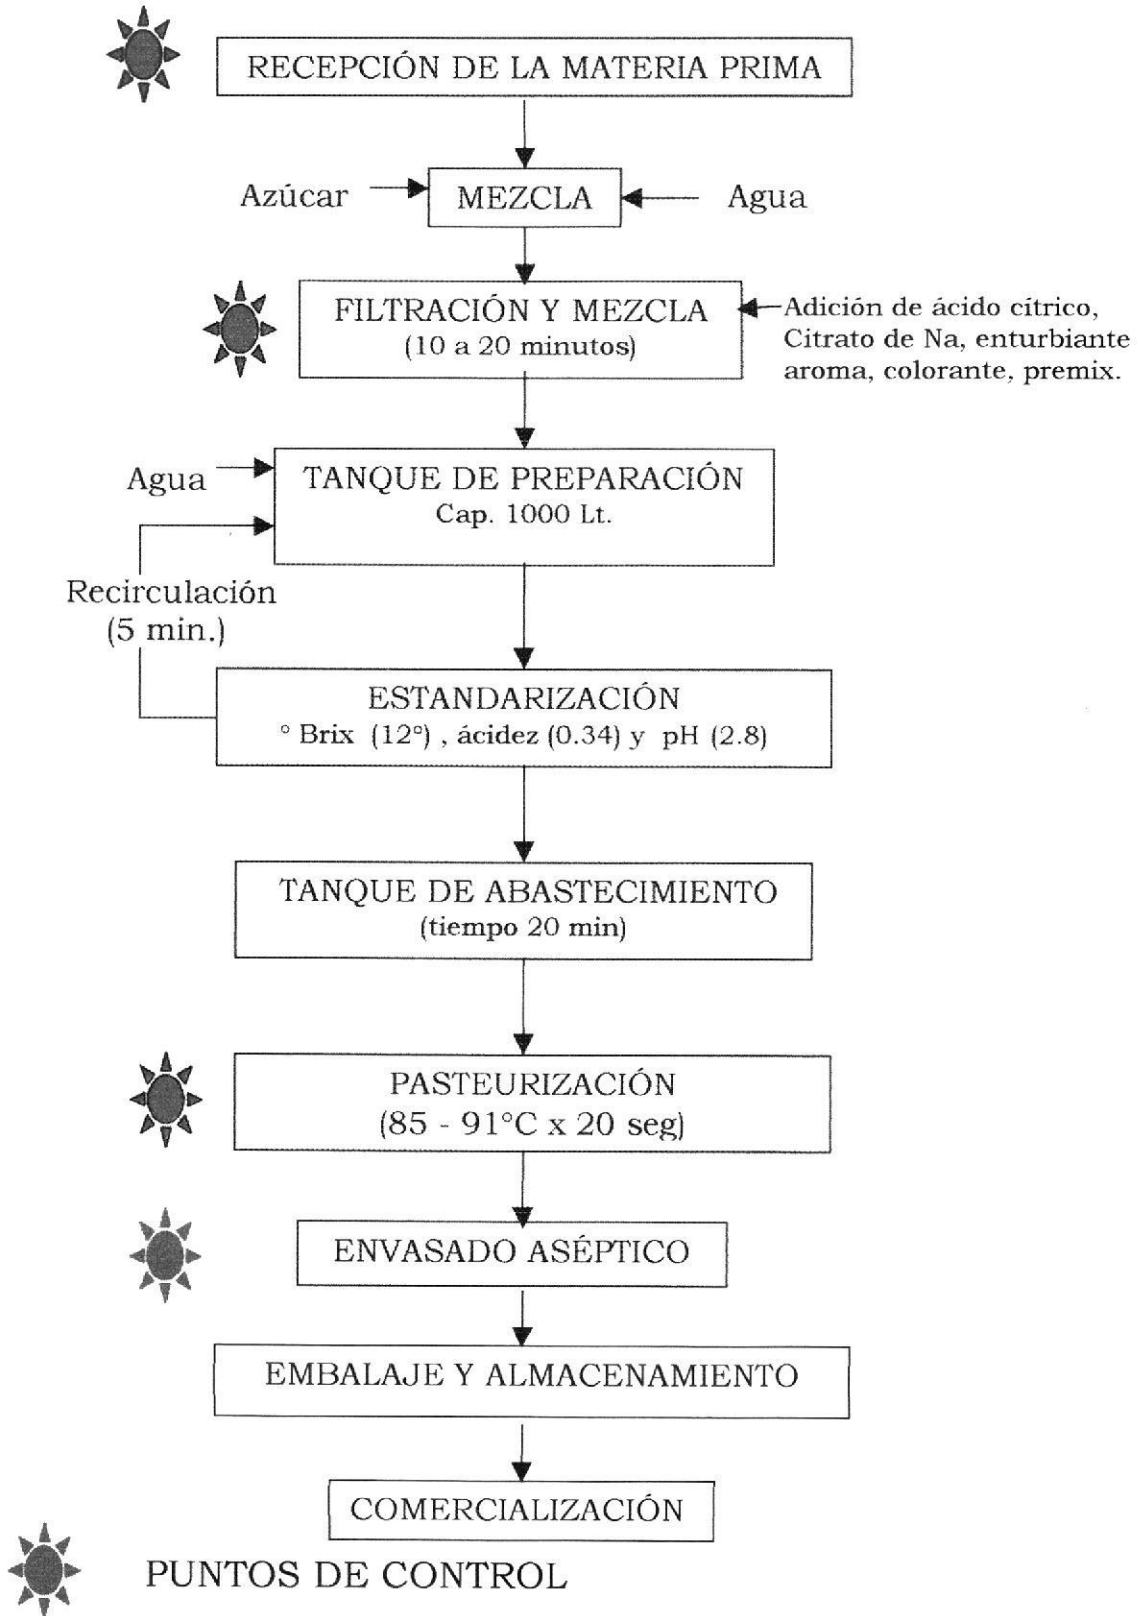 RECEPCIÓN DE LA MATERIA PRIMA
Azúcar
MEZCLA
Agua
FILTRACIÓN Y MEZCLA
(10 a 20 minutos)
Adición de ácido cítrico,
Citrato de Na, enturbiante
aroma, colorante, premix.
Agua
TANQUE DE PREPARACIÓN
Cap. 1000 Lt.
Recirculación
(5 min.)
ESTANDARIZACIÓN
° Brix (12°) , ácidez (0.34) y pH (2.8)
TANQUE DE ABASTECIMIENTO
(tiempo 20 min)
PASTEURIZACIÓN
(85 - 91°C x 20 seg)
ENVASADO ASÉPTICO
EMBALAJE Y ALMACENAMIENTO
COMERCIALIZACIÓN
PUNTOS DE CONTROL